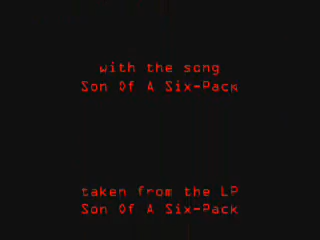 with the song
Son Of A Six-Pack
taken from the LP
Son Of A Six-Pack